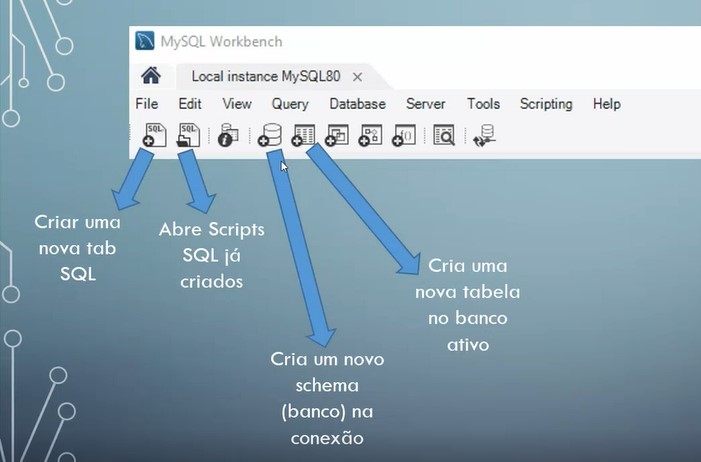 MySQL Workbench
Local instance MySQL80
File Edit View Query Database Server Tools Scripting Help
SQL SQL
Criar uma
nova tab
SQL
Abre Scripts
SQL já
criados
Cria um novo
schema
(banco) na
conexão
Cria uma
nova tabela
no banco
ativo